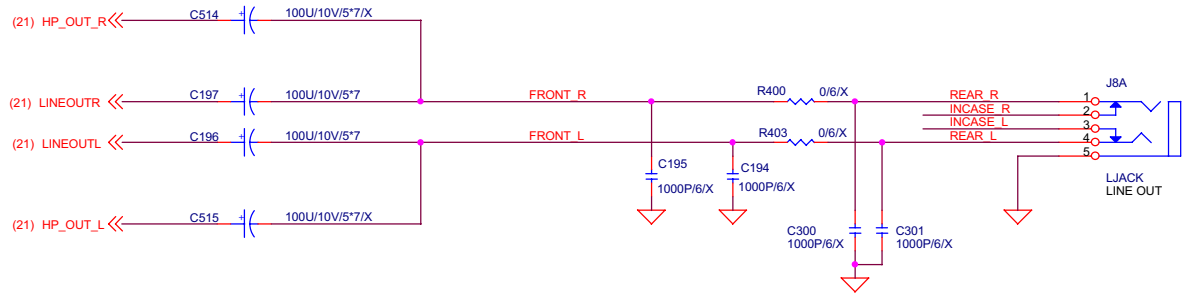 (21) HP_OUT_R
C514
100U/10V/5*7/X
(21) LINEOUTR
C197
100U/10V/5*7
FRONT_R
R400
0/6/X
REAR_R
J8A
1
INCASE_R
2
INCASE_L
3
(21) LINEOUTL
C196
100U/10V/5*7
FRONT_L
R403
0/6/X
REAR_L
4
5
C195
1000P/6/X
C194
1000P/6/X
LJACK
LINE OUT
(21) HP_OUT_L
C515
100U/10V/5*7/X
C300
1000P/6/X
C301
1000P/6/X